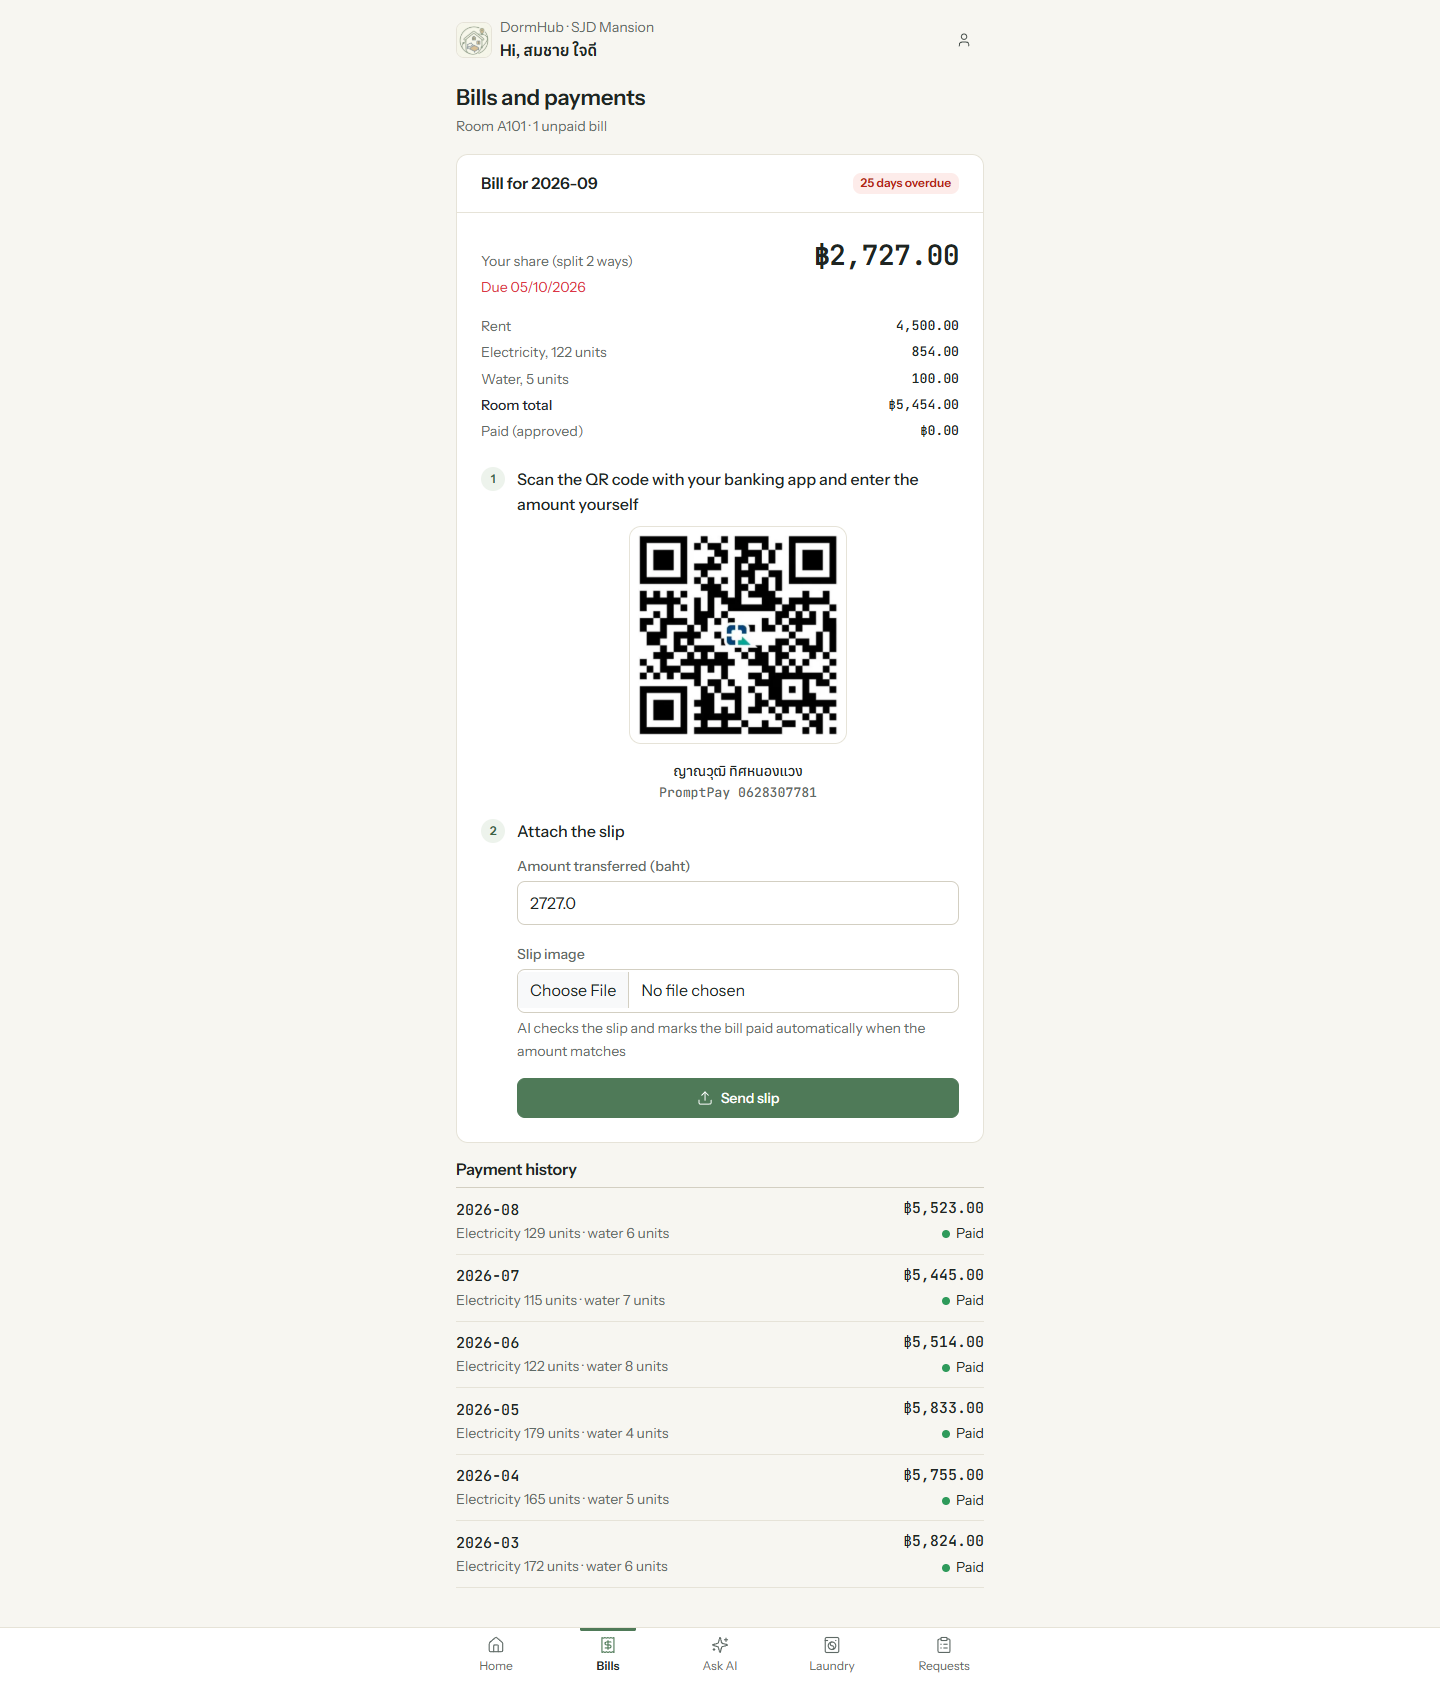 DormHub · SJD Mansion
Hi, สมชาย ใจดี
Bills and payments
Room A101 · 1 unpaid bill
Bill for 2026-09
25 days overdue
Your share (split 2 ways)
฿2,727.00
Due 05/10/2026
Rent
4,500.00
Electricity, 122 units
854.00
Water, 5 units
100.00
Room total
฿5,454.00
Paid (approved)
฿0.00
1
Scan the QR code with your banking app and enter the
amount yourself
ญาณวุฒิ ทิศหนองแวง
PromptPay 0628307781
2
Attach the slip
Amount transferred (baht)
2727.0
Slip image
Choose File
No file chosen
AI checks the slip and marks the bill paid automatically when the
amount matches
Send slip
Payment history
2026-08
฿5,523.00
Electricity 129 units · water 6 units
Paid
2026-07
฿5,445.00
Electricity 115 units · water 7 units
Paid
2026-06
฿5,514.00
Electricity 122 units · water 8 units
Paid
2026-05
฿5,833.00
Electricity 179 units · water 4 units
Paid
2026-04
฿5,755.00
Electricity 165 units · water 5 units
Paid
2026-03
฿5,824.00
Electricity 172 units · water 6 units
Paid
Home
Bills
Ask AI
Laundry
Requests